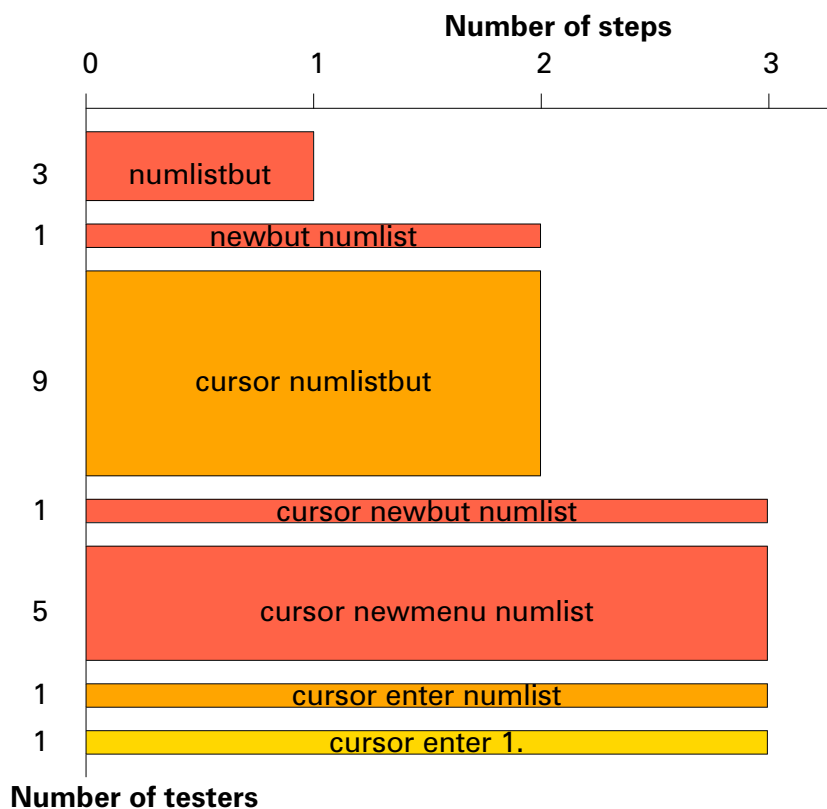 Number of steps
0 1 2 3
3 numlistbut
1 newbut numlist
9 cursor numlistbut
1 cursor newbut numlist
5 cursor newmenu numlist
1 cursor enter numlist
1 cursor enter 1.
Number of testers